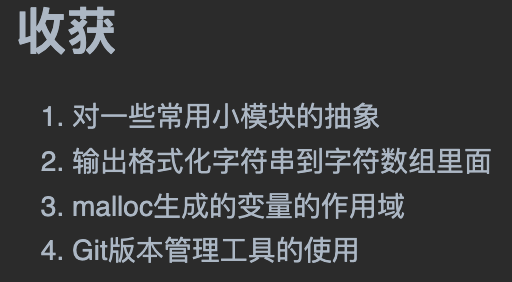 收获
1. 对一些常用小模块的抽象
2. 输出格式化字符串到字符数组里面
3. malloc生成的变量的作用域
4. Git版本管理工具的使用